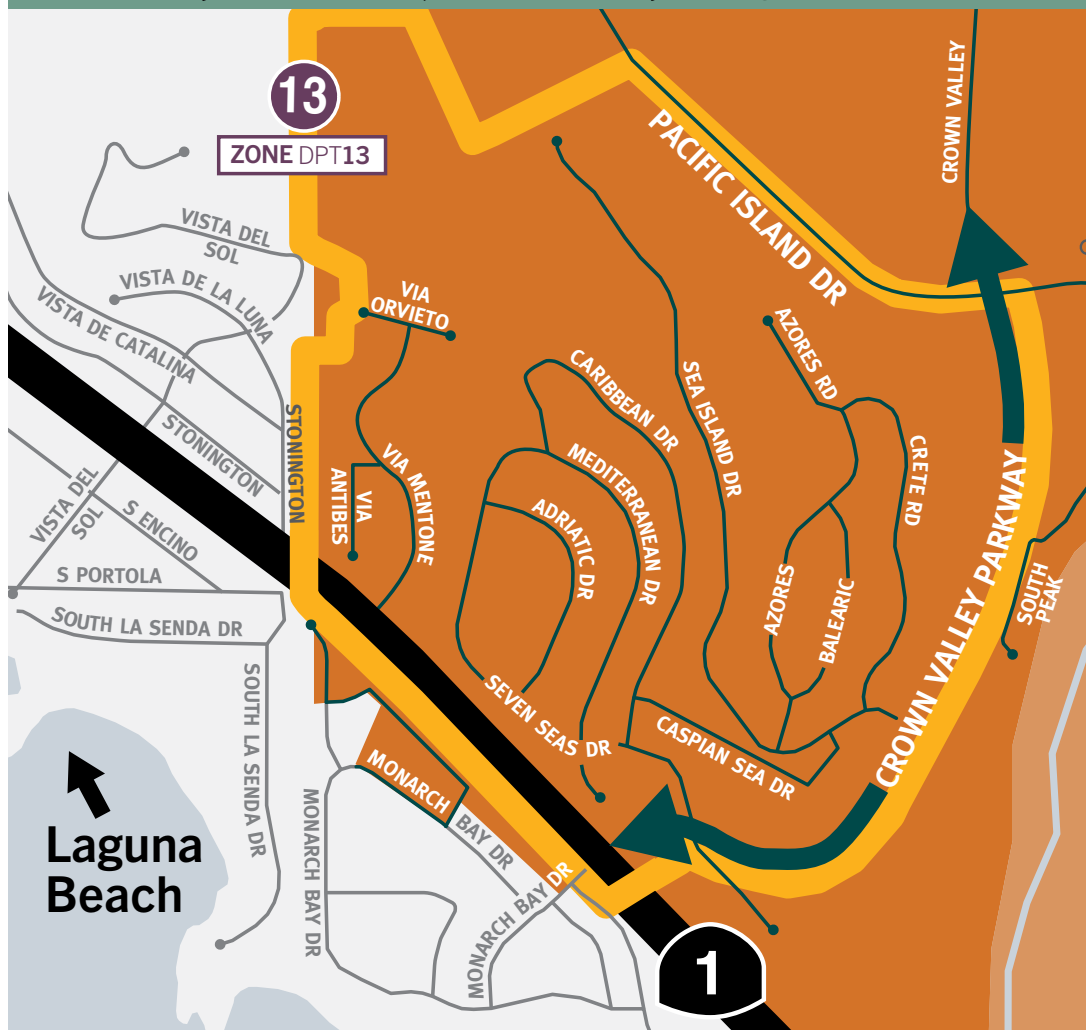 CROWN VALLEY
13
ZONE DPT13
PACIFIC ISLAND DR
VISTA DEL
SOL
VISTA DE LA LUNA
VISTA DE CATALINA
VIA
ORVIETO
AZORES RD
CARIBBEAN DR
SEA ISLAND DR
STONINGTON
STONINGTON
CRETE RD
VIA MENTONE
VIA
ANTIBES
MEDITERRANEAN DR
ADRIATIC DR
VISTA DEL
SOL
S ENCINO
S PORTOLA
SOUTH LA SENDA DR
AZORES
BALEARIC
CROWN VALLEY PARKWAY
SOUTH
PEAK
SEVEN SEAS DR
CASPIAN SEA DR
SOUTH LA SENDA DR
MONARCH BAY DR
MONARCH BAY DR
MONARCH BAY DR
Laguna
Beach
1